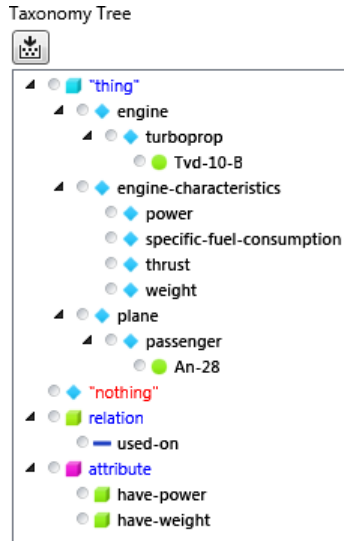 Taxonomy Tree
"thing"
engine
turboprop
Tvd-10-B
engine-characteristics
power
specific-fuel-consumption
thrust
weight
plane
passenger
An-28
"nothing"
relation
used-on
attribute
have-power
have-weight